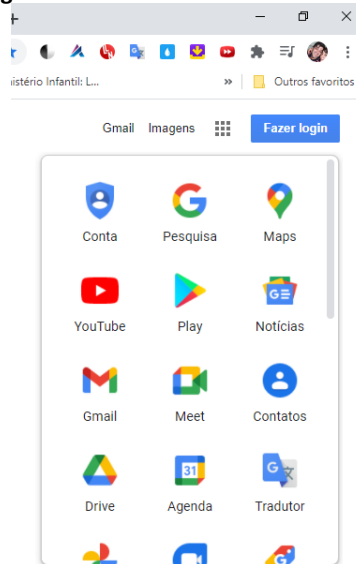 istério Infantil: L...
Outros favoritos
Gmail Imagens Fazer login
Conta Pesquisa Maps
YouTube Play Notícias
Gmail Meet Contatos
31
Drive Agenda Tradutor